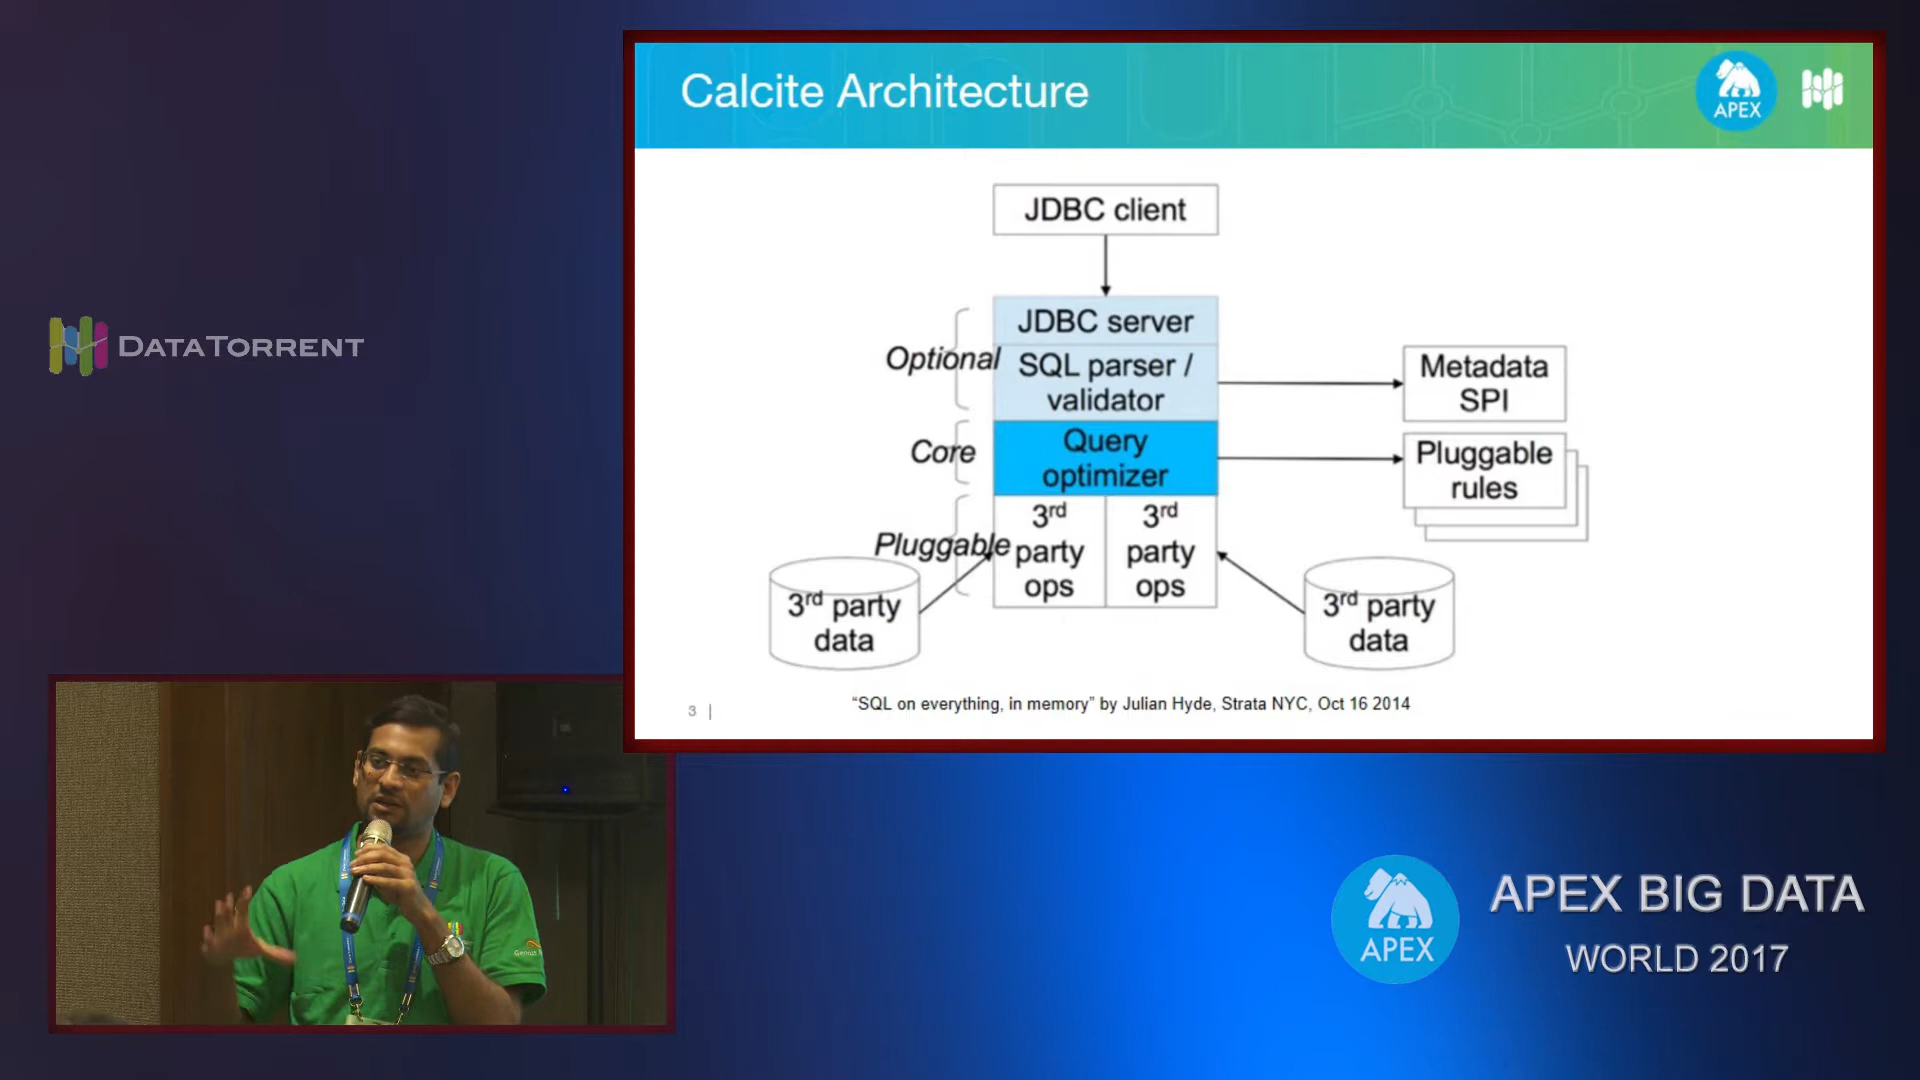 Calcite Architecture
APEX
JDBC client
JDBC server
Optional
SQL parser /
validator
Metadata
SPI
Core
Query
optimizer
Pluggable
rules
Pluggable
3rd
party
ops
3rd
party
ops
3rd party
data
3rd party
data
3 |
“SQL on everything, in memory” by Julian Hyde, Strata NYC, Oct 16 2014
DATATORRENT
APEX
APEX BIG DATA
WORLD 2017